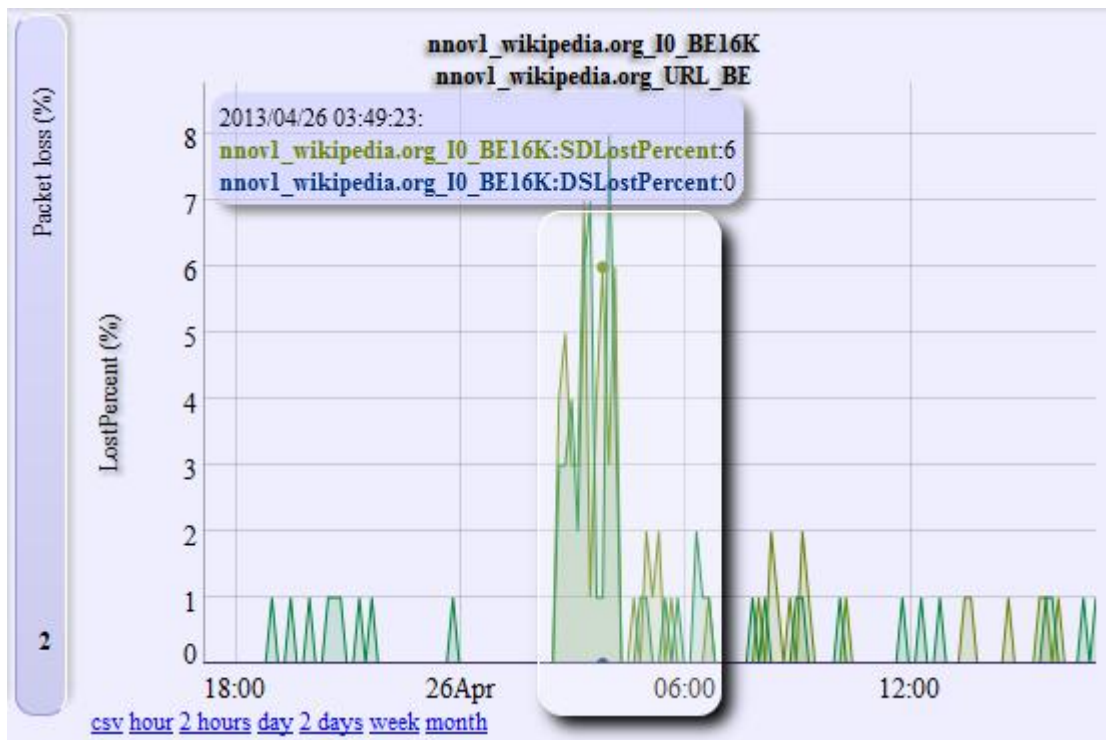 nnov1_wikipedia.org_I0_BE16K
nnov1_wikipedia.org_URL_BE
Packet loss (%)
2
LostPercent (%)
2013/04/26 03:49:23:
nnov1_wikipedia.org_I0_BE16K:SDLostPercent:6
nnov1_wikipedia.org_I0_BE16K:DSLostPercent:0
8
7
6
5
4
3
2
1
0
18:00 26Apr 06:00 12:00
csv hour 2 hours day 2 days week month